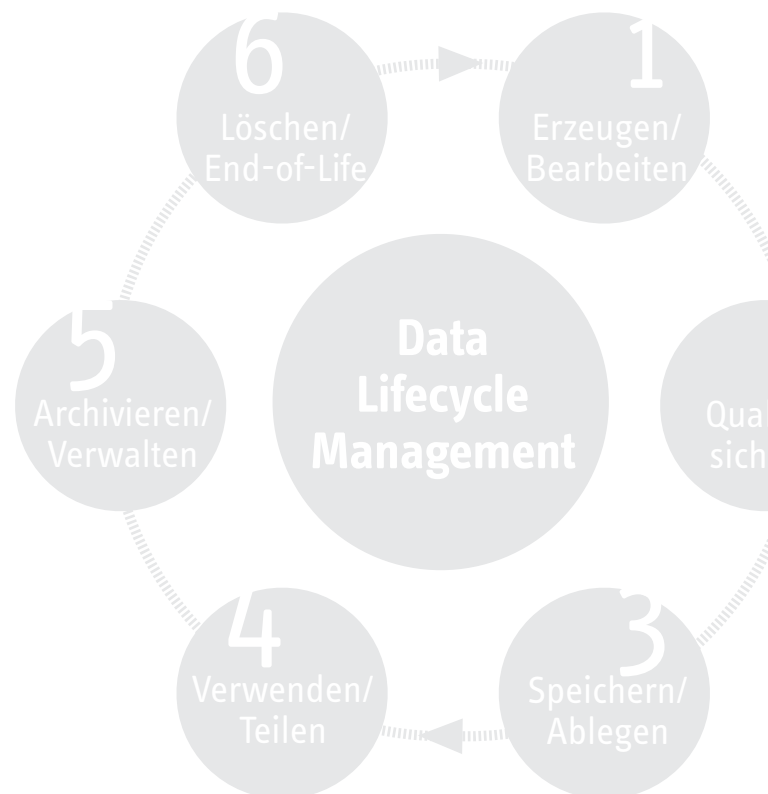 6
Löschen/
End-of-Life
1
Erzeugen/
Bearbeiten
5
Archivieren/
Verwalten
Data
Lifecycle
Management
4
Verwenden/
Teilen
3
Speichern/
Ablegen